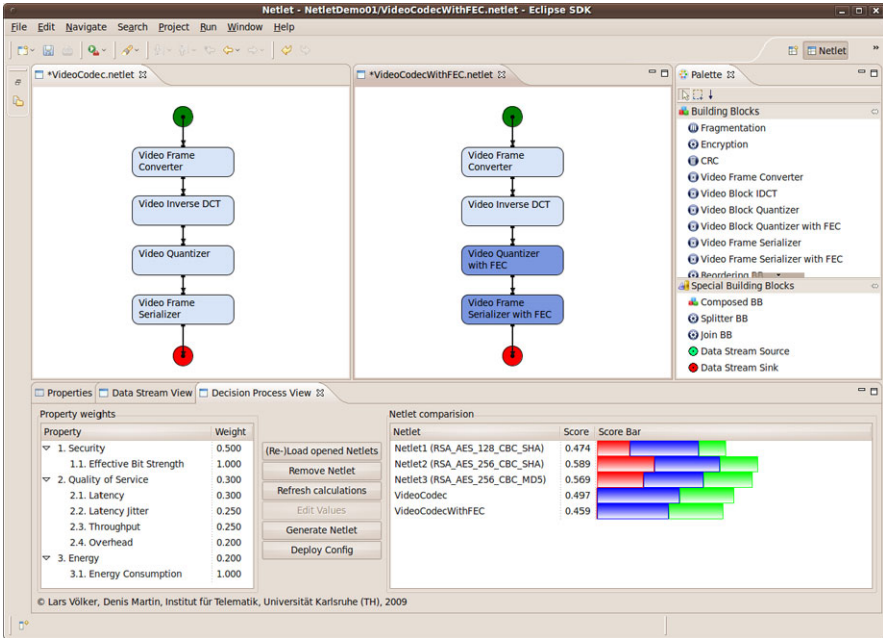 Netlet - NetletDemo01/VideoCodecWithFEC.netlet - Eclipse SDK
File Edit Navigate Search Project Run Window Help
Netlet
*VideoCodec.netlet
Video Frame
Converter
Video Inverse DCT
Video Quantizer
Video Frame
Serializer
*VideoCodecWithFEC.netlet
Video Frame
Converter
Video Inverse DCT
Video Quantizer
with FEC
Video Frame
Serializer with FEC
Palette
Building Blocks
Fragmentation
Encryption
CRC
Video Frame Converter
Video Block IDCT
Video Block Quantizer
Video Block Quantizer with FEC
Video Frame Serializer
Video Frame Serializer with FEC
Reordering BB
Special Building Blocks
Composed BB
Splitter BB
Join BB
Data Stream Source
Data Stream Sink
Properties Data Stream View Decision Process View
Property weights
Property Weight
1. Security 0.500
1.1. Effective Bit Strength 1.000
2. Quality of Service 0.300
2.1. Latency 0.300
2.2. Latency Jitter 0.250
2.3. Throughput 0.250
2.4. Overhead 0.200
3. Energy 0.200
3.1. Energy Consumption 1.000
(Re-)Load opened Netlets
Remove Netlet
Refresh calculations
Edit Values
Generate Netlet
Deploy Config
Netlet comparision
Netlet Score Score Bar
Netlet1 (RSA_AES_128_CBC_SHA) 0.474
Netlet2 (RSA_AES_256_CBC_SHA) 0.589
Netlet3 (RSA_AES_256_CBC_MD5) 0.569
VideoCodec 0.497
VideoCodecWithFEC 0.459
© Lars Völker, Denis Martin, Institut für Telematik, Universität Karlsruhe (TH), 2009